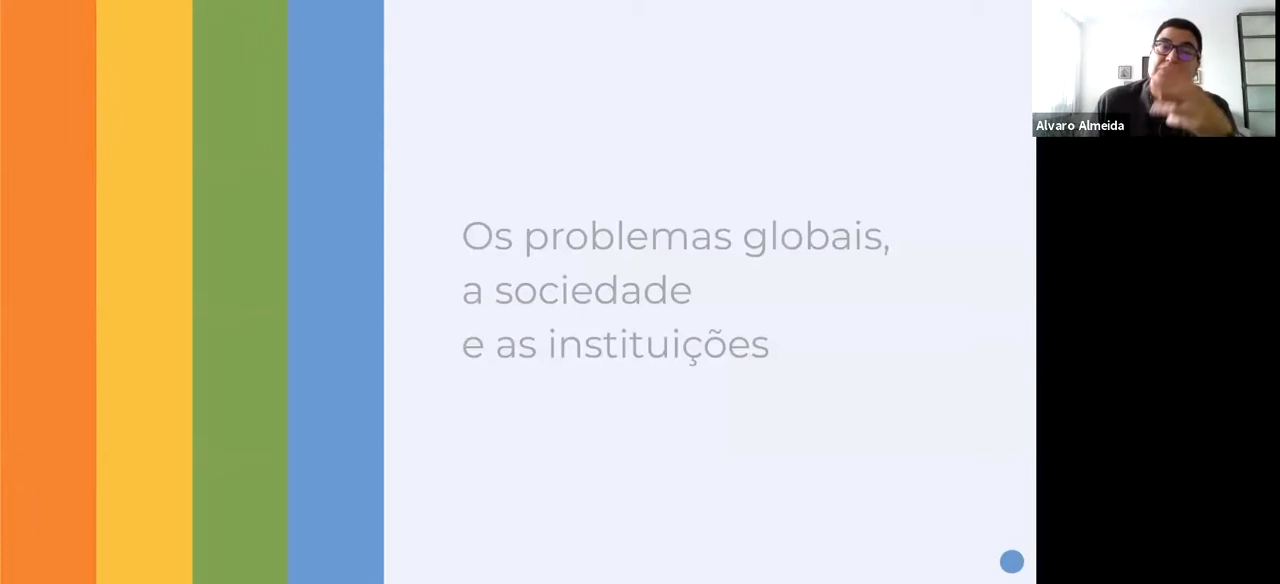 Os problemas globais,
a sociedade
e as instituições
Alvaro Almeida